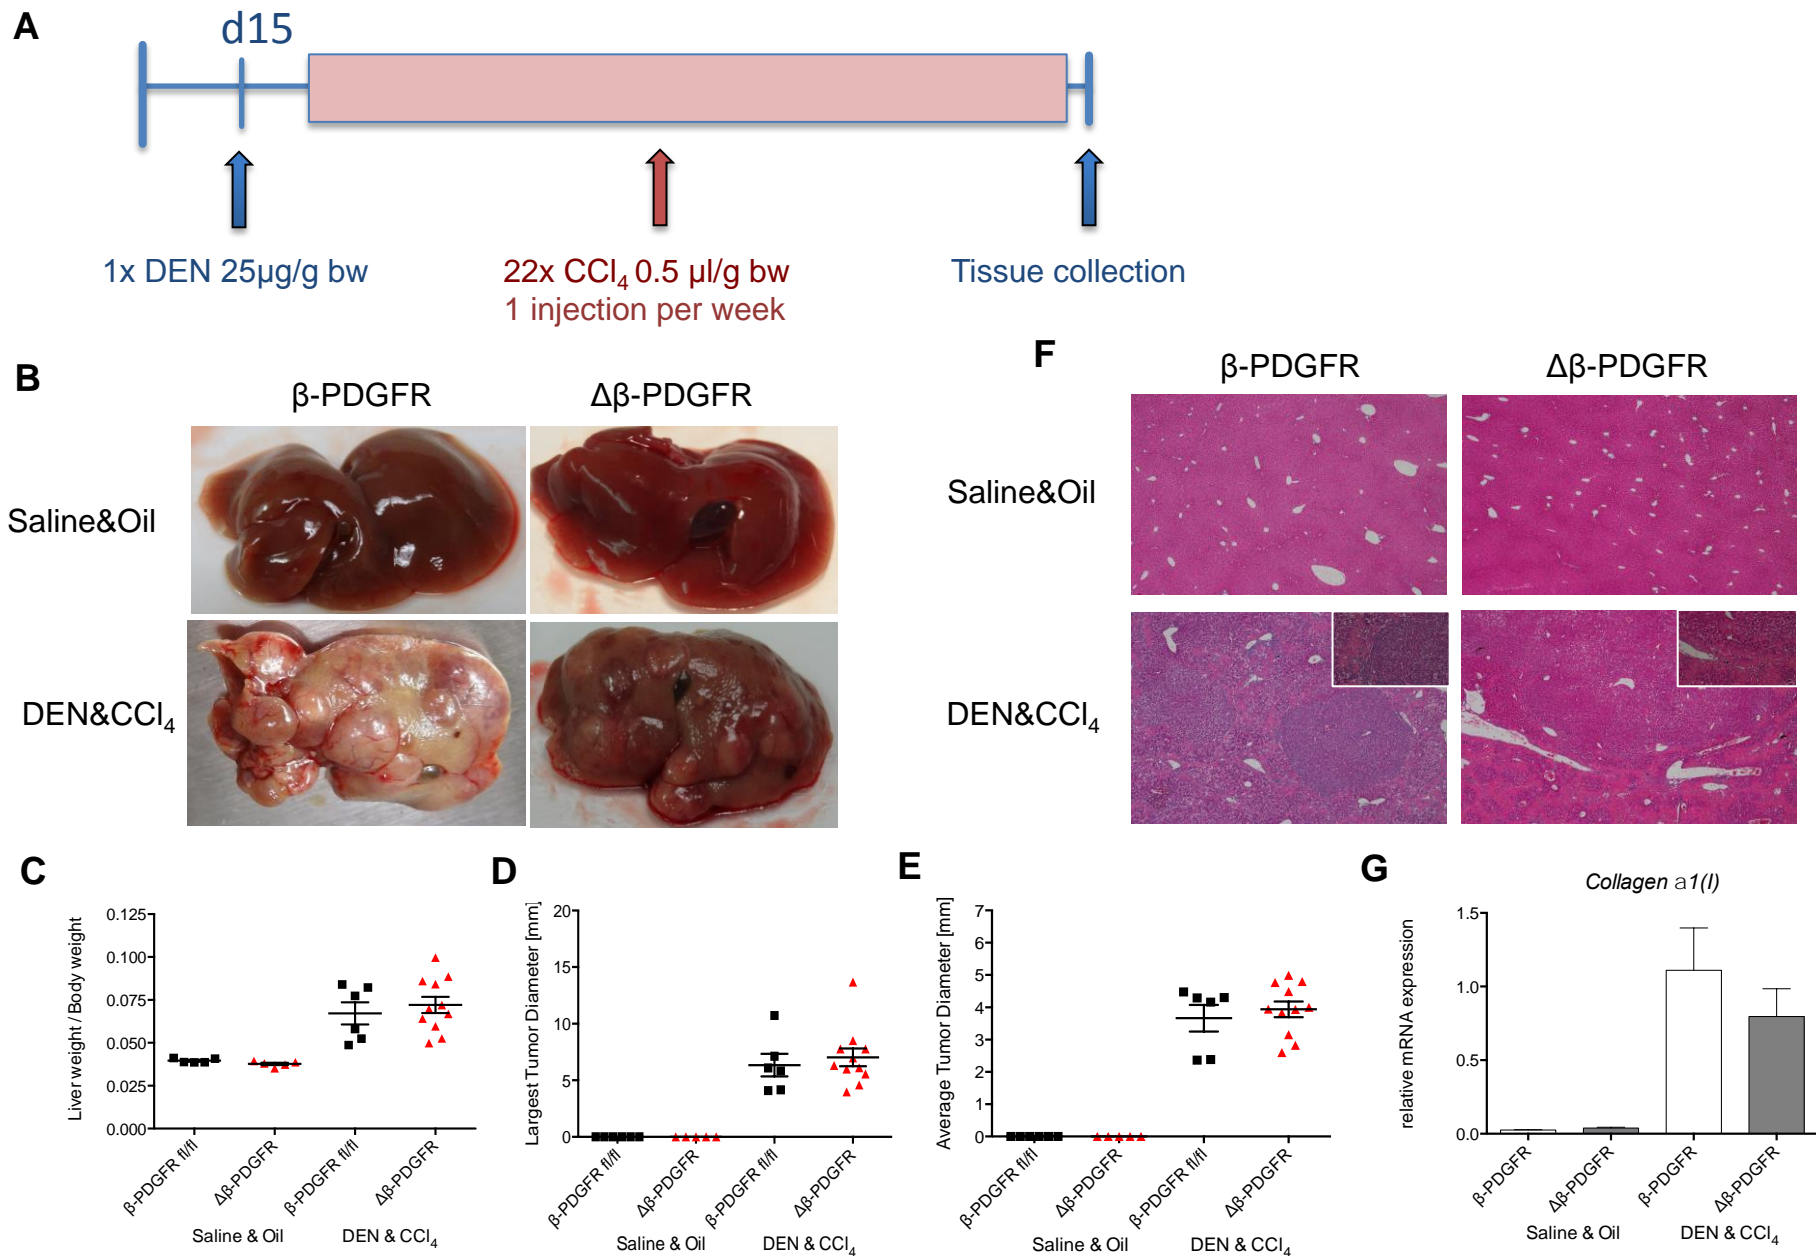 A
d15
1x DEN 25µg/g bw
22x CCl4 0.5 µl/g bw
1 injection per week
Tissue collection
B
β-PDGFR
Δβ-PDGFR
Saline&Oil
DEN&CCl4
F
β-PDGFR
Δβ-PDGFR
Saline&Oil
DEN&CCl4
C
Liver weight / Body weight
0.125
0.100
0.075
0.050
0.025
0.000
β-PDGFR fl/fl
Δβ-PDGFR
β-PDGFR fl/fl
Δβ-PDGFR
Saline & Oil
DEN & CCl4
D
Largest Tumor Diameter [mm]
20
15
10
5
0
β-PDGFR fl/fl
Δβ-PDGFR
β-PDGFR fl/fl
Δβ-PDGFR
Saline & Oil
DEN & CCl4
E
Average Tumor Diameter [mm]
7
6
5
4
3
2
1
0
β-PDGFR fl/fl
Δβ-PDGFR
β-PDGFR fl/fl
Δβ-PDGFR
Saline & Oil
DEN & CCl4
G
Collagen a1(I)
relative mRNA expression
1.5
1.0
0.5
0.0
β-PDGFR
Δβ-PDGFR
β-PDGFR
Δβ-PDGFR
Saline & Oil
DEN & CCl4